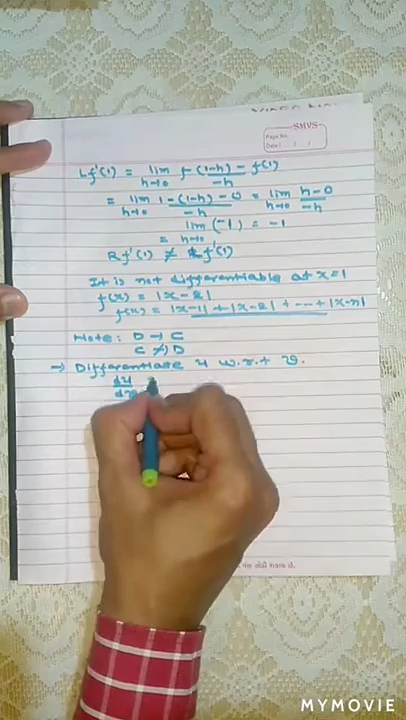 SMVS
Page No.
Date : / /
Lf'(1) = lim h→0 f(1-h) - f(1) / -h
= lim h→0 1-(1-h)-0 / -h = lim h→0 h-0 / -h
lim h→0 (-1) = -1
Rf'(1) ≠ Lf'(1)
It is not differentiable at x=1
f(x) = |x-2|
f(x) = |x-1| + |x-2| + --- + |x-n|
Note: D → C
C ⇏ D
→ Differentiate u w.r.t v.
du
MYMOVIE